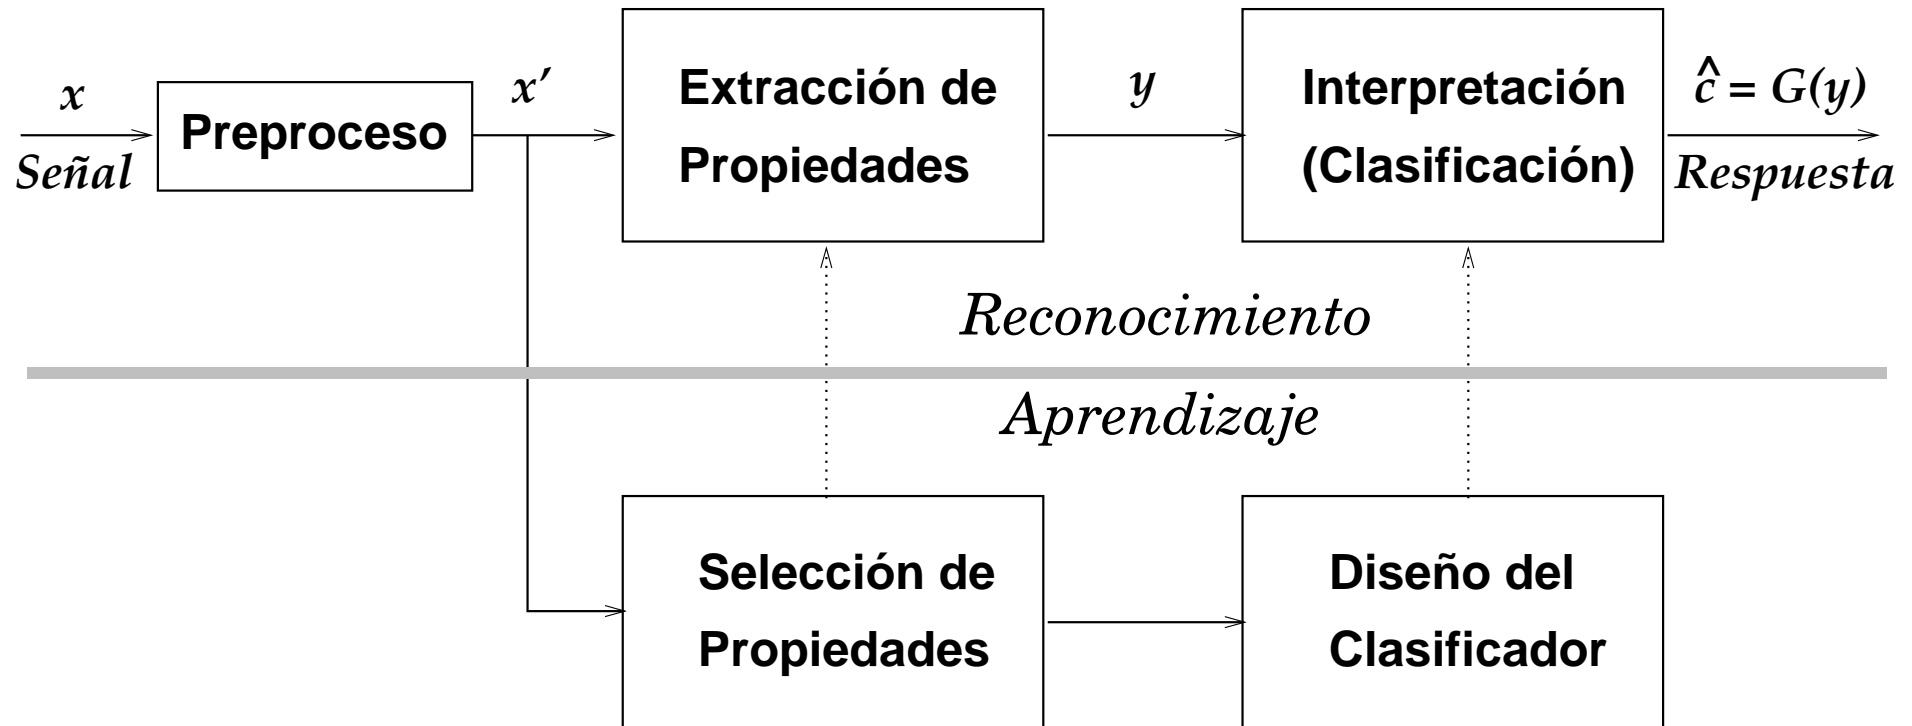 x
Señal
Preproceso
x′
Extracción de
Propiedades
y
Interpretación
(Clasificación)
ĉ = G(y)
Respuesta
Reconocimiento
Aprendizaje
Selección de
Propiedades
Diseño del
Clasificador